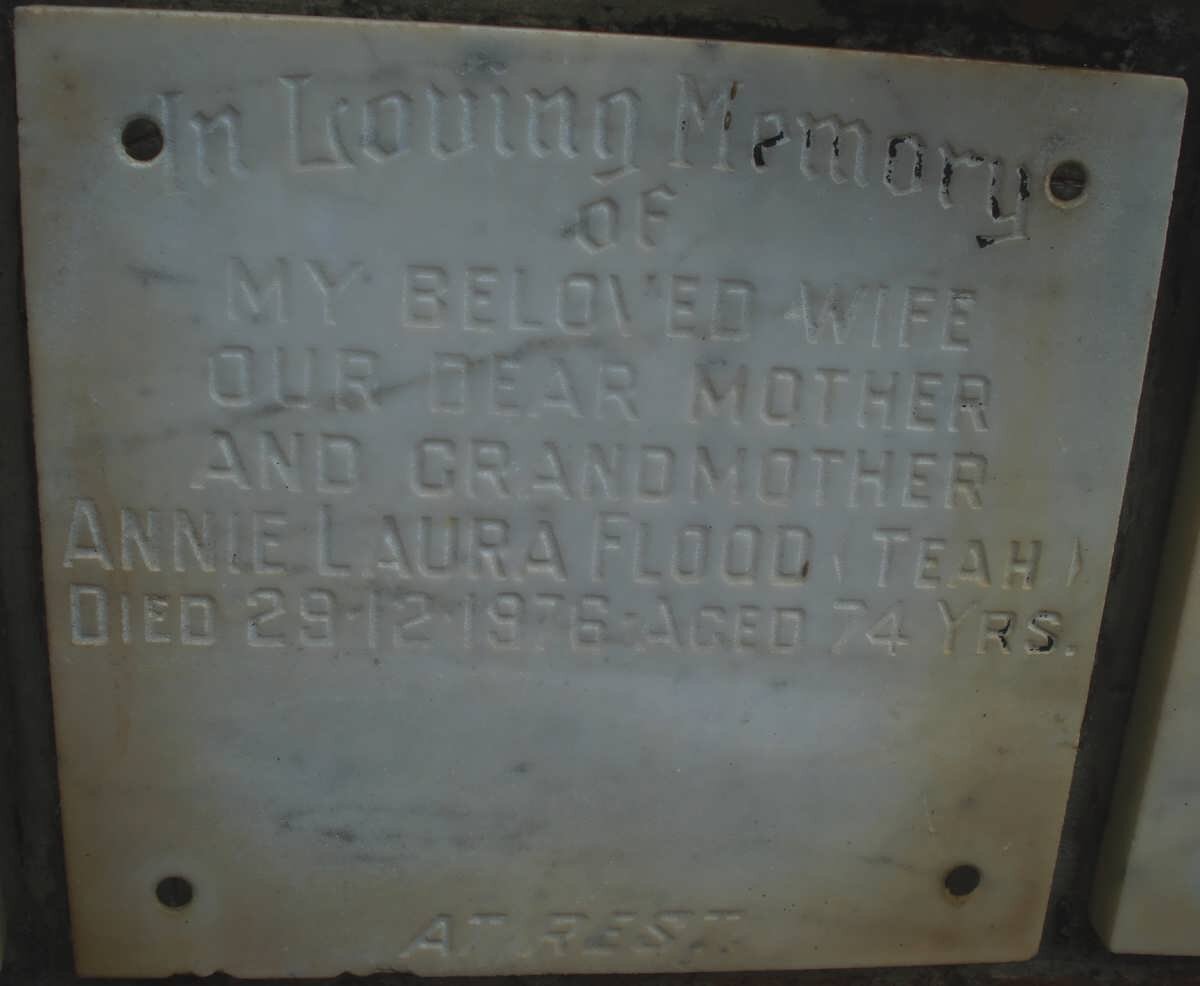 In Loving Memory
OF
MY BELOVED WIFE
OUR DEAR MOTHER
AND GRANDMOTHER
ANNIE LAURA FLOOD (TEAH)
DIED 29·12·1976·AGED 74 YRS.
AT REST